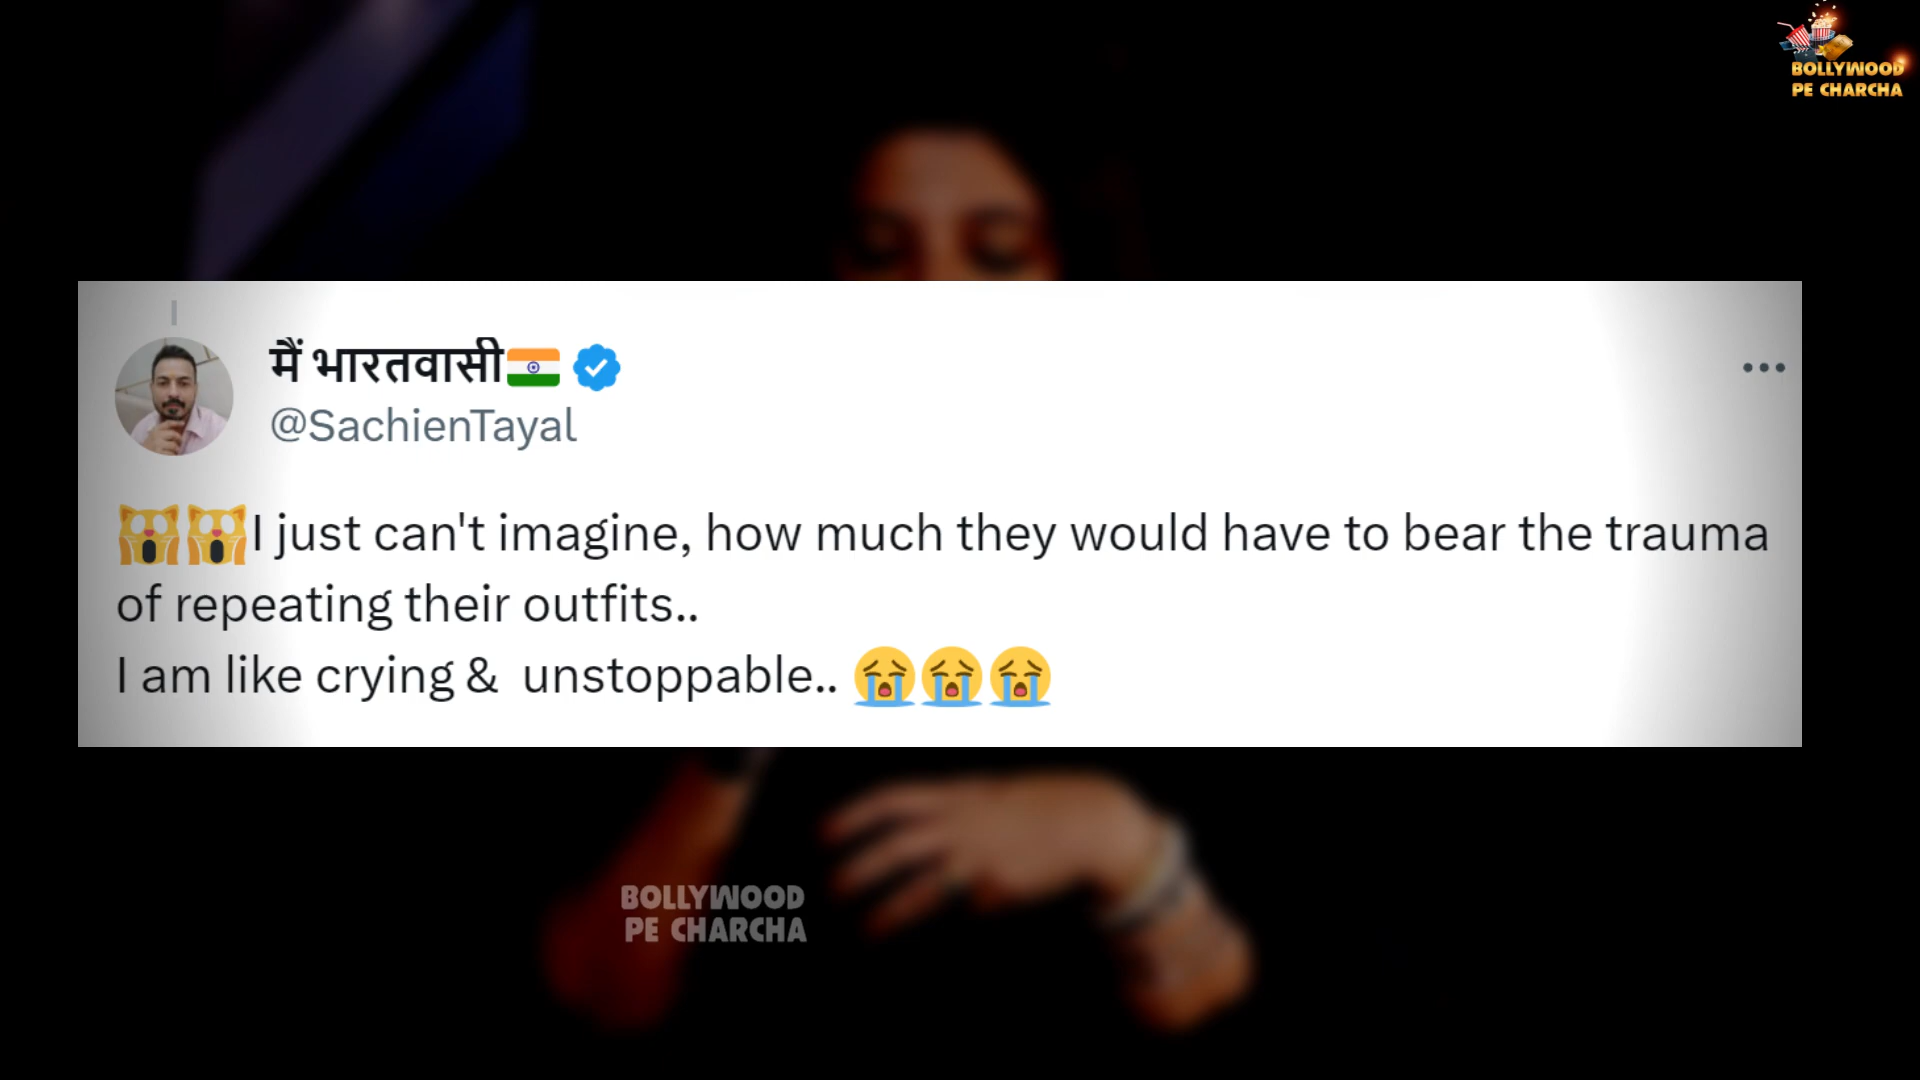 BOLLYWOOD
PE CHARCHA
मैं भारतवासी🇮🇳
@SachienTayal
🙀🙀I just can't imagine, how much they would have to bear the trauma
of repeating their outfits..
I am like crying & unstoppable.. 😭😭😭
BOLLYWOOD
PE CHARCHA